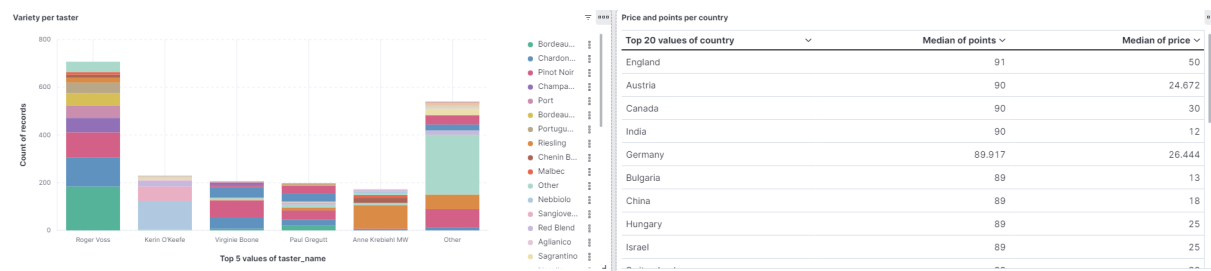 Variety per taster
800
600
400
200
0
Count of records
Roger Voss
Kerin O'Keefe
Virginie Boone
Paul Gregutt
Anne Krebiehl MW
Other
Top 5 values of taster_name
Bordeau...
Chardon...
Pinot Noir
Champa...
Port
Bordeau...
Portugu...
Riesling
Chenin B...
Malbec
Other
Nebbiolo
Sangiove...
Red Blend
Aglianico
Sagrantino
Price and points per country
Top 20 values of country Median of points Median of price
England 91 50
Austria 90 24.672
Canada 90 30
India 90 12
Germany 89.917 26.444
Bulgaria 89 13
China 89 18
Hungary 89 25
Israel 89 25